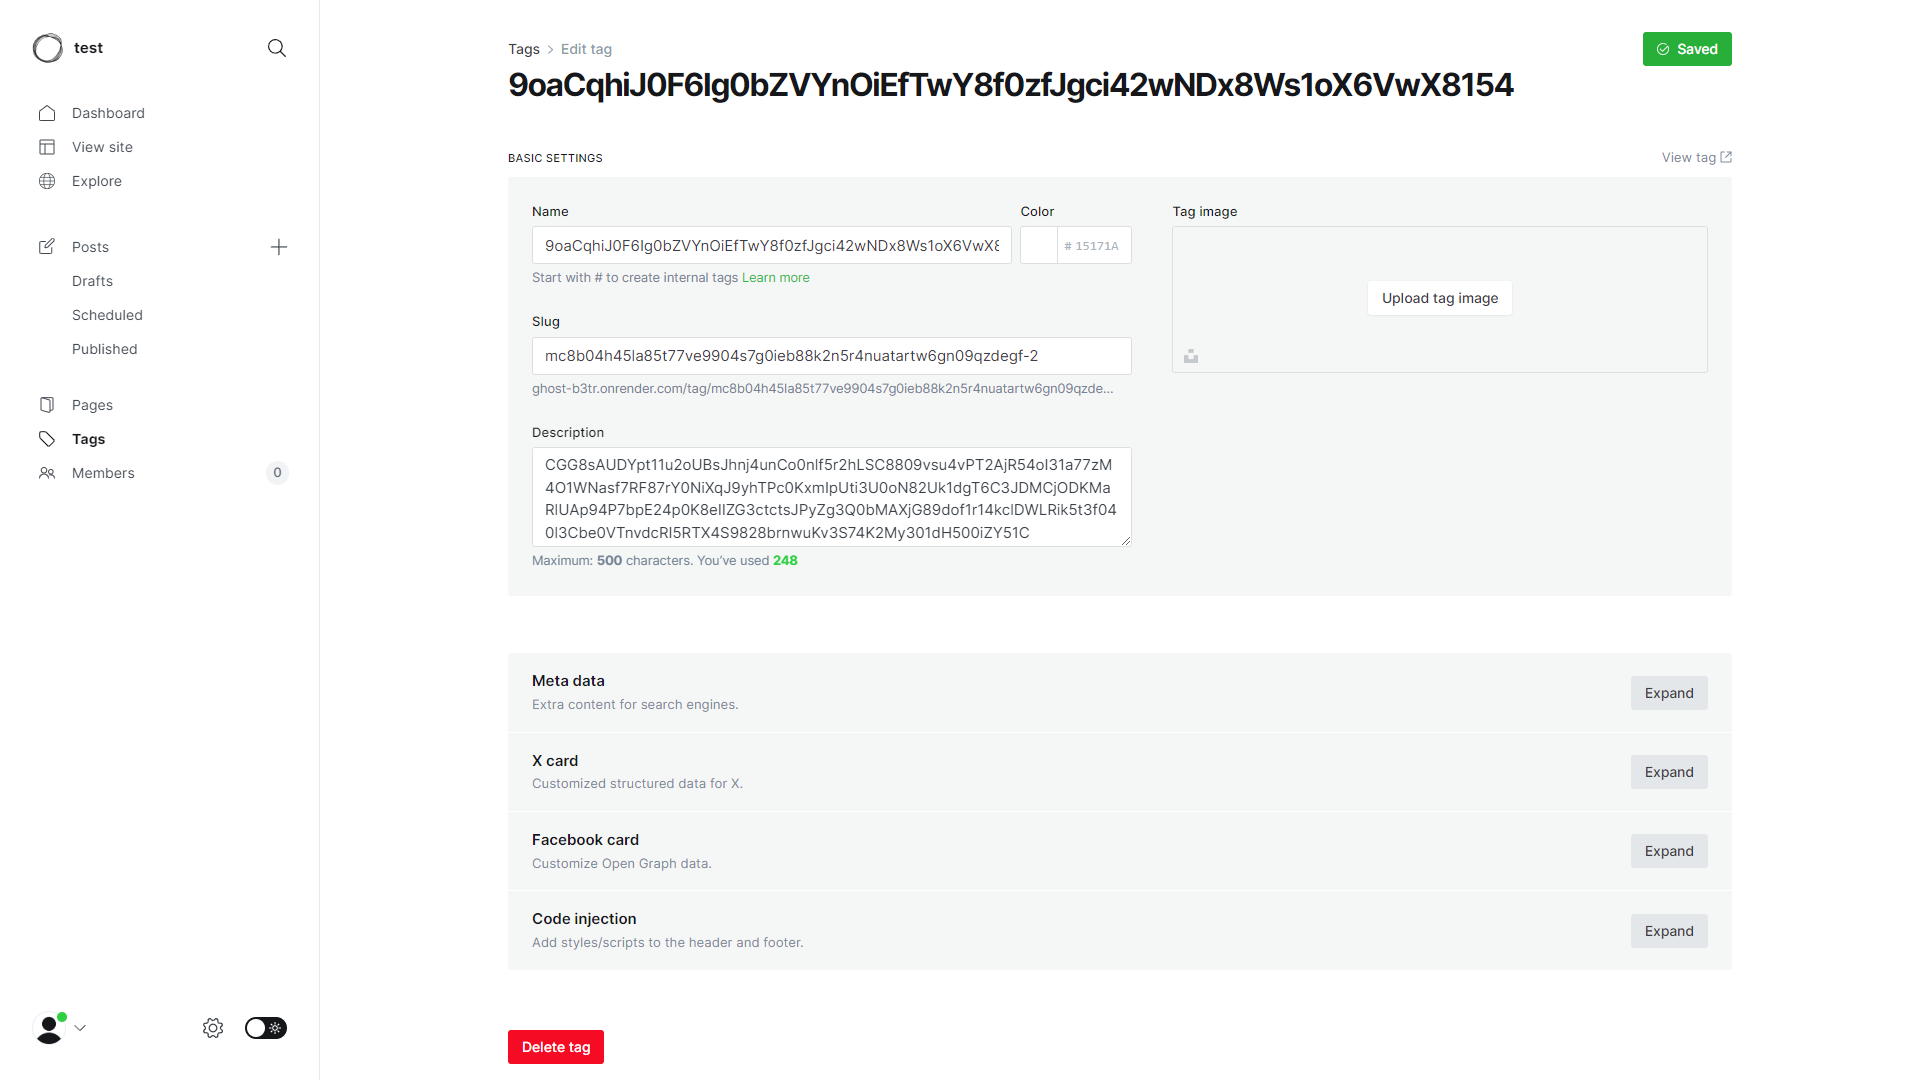 test
Dashboard
View site
Explore
Posts
Drafts
Scheduled
Published
Pages
Tags
Members
0
Tags > Edit tag
Saved
9oaCqhiJ0F6Ig0bZVYnOiEfTwY8f0zfJgci42wNDx8Ws1oX6VwX8154
BASIC SETTINGS
View tag
Name
9oaCqhiJ0F6Ig0bZVYnOiEfTwY8f0zfJgci42wNDx8Ws1oX6VwX8
Start with # to create internal tags Learn more
Color
# 15171A
Slug
mc8b04h45la85t77ve9904s7g0ieb88k2n5r4nuatartw6gn09qzdegf-2
ghost-b3tr.onrender.com/tag/mc8b04h45la85t77ve9904s7g0ieb88k2n5r4nuatartw6gn09qzde...
Description
CGG8sAUDYpt11u2oUBsJhnj4unCo0nlf5r2hLSC8809vsu4vPT2AjR54oI31a77zM
4O1WNasf7RF87rY0NiXqJ9yhTPc0KxmIpUti3U0oN82Uk1dgT6C3JDMCjODKMa
RlUAp94P7bpE24p0K8eIlZG3ctctsJPyZg3Q0bMAXjG89dof1r14kclDWLRik5t3f04
0l3Cbe0VTnvdcRI5RTX4S9828brnwuKv3S74K2My301dH500iZY51C
Maximum: 500 characters. You've used 248
Tag image
Upload tag image
Meta data
Extra content for search engines.
Expand
X card
Customized structured data for X.
Expand
Facebook card
Customize Open Graph data.
Expand
Code injection
Add styles/scripts to the header and footer.
Expand
Delete tag